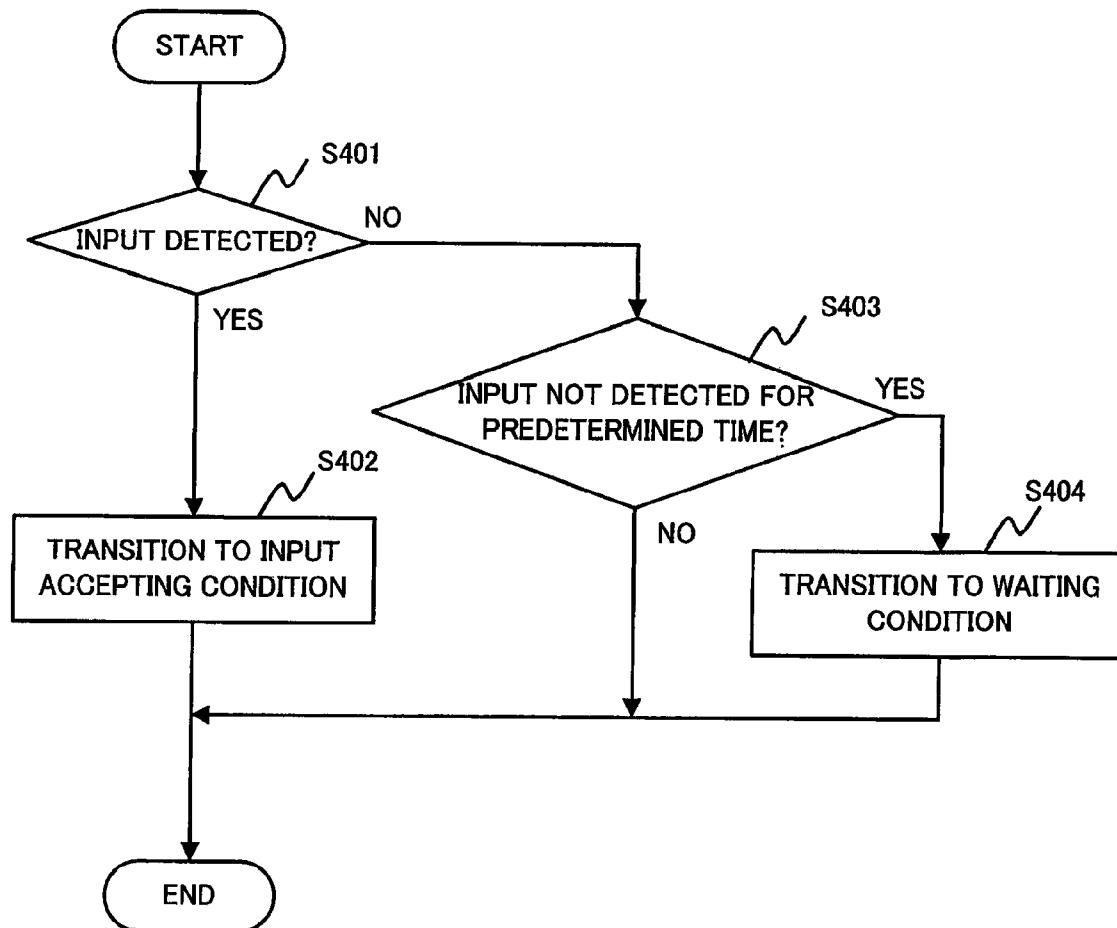 START
S401
INPUT DETECTED?
NO
YES
S403
INPUT NOT DETECTED FOR
PREDETERMINED TIME?
YES
NO
S402
TRANSITION TO INPUT
ACCEPTING CONDITION
S404
TRANSITION TO WAITING
CONDITION
END